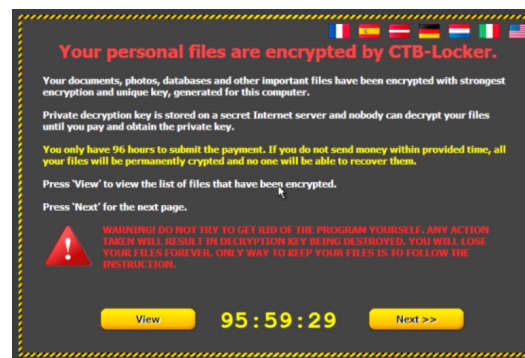 Your personal files are encrypted by CTB-Locker.
Your documents, photos, databases and other important files have been encrypted with strongest
encryption and unique key, generated for this computer.
Private decryption key is stored on a secret Internet server and nobody can decrypt your files
until you pay and obtain the private key.
You only have 96 hours to submit the payment. If you do not send money within provided time, all
your files will be permanently crypted and no one will be able to recover them.
Press 'View' to view the list of files that have been encrypted.
Press 'Next' for the next page.
WARNING! DO NOT TRY TO GET RID OF THE PROGRAM YOURSELF. ANY ACTION
TAKEN WILL RESULT IN DECRYPTION KEY BEING DESTROYED. YOU WILL LOSE
YOUR FILES FOREVER. ONLY WAY TO KEEP YOUR FILES IS TO FOLLOW THE
INSTRUCTION.
View
95:59:29
Next >>